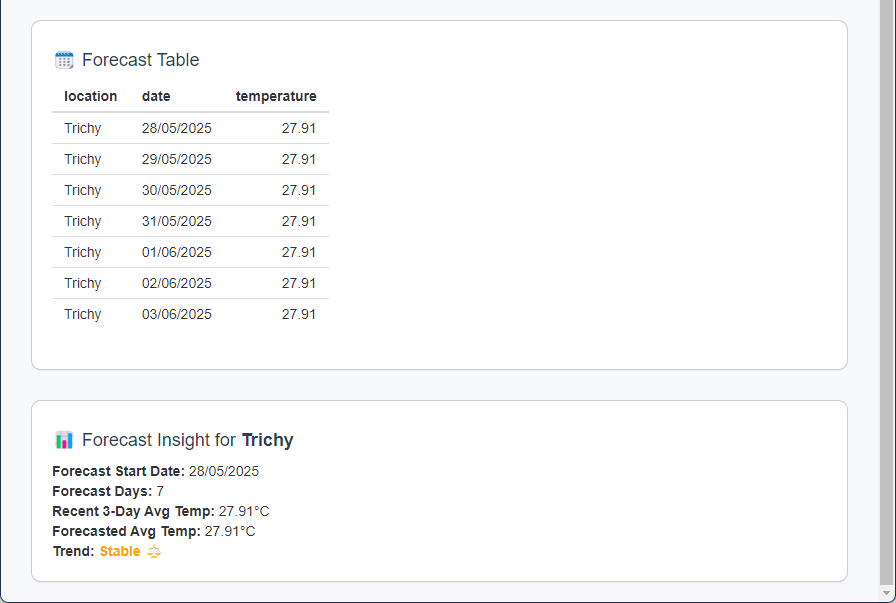 Forecast Table
location date temperature
Trichy 28/05/2025 27.91
Trichy 29/05/2025 27.91
Trichy 30/05/2025 27.91
Trichy 31/05/2025 27.91
Trichy 01/06/2025 27.91
Trichy 02/06/2025 27.91
Trichy 03/06/2025 27.91
Forecast Insight for Trichy
Forecast Start Date: 28/05/2025
Forecast Days: 7
Recent 3-Day Avg Temp: 27.91°C
Forecasted Avg Temp: 27.91°C
Trend: Stable